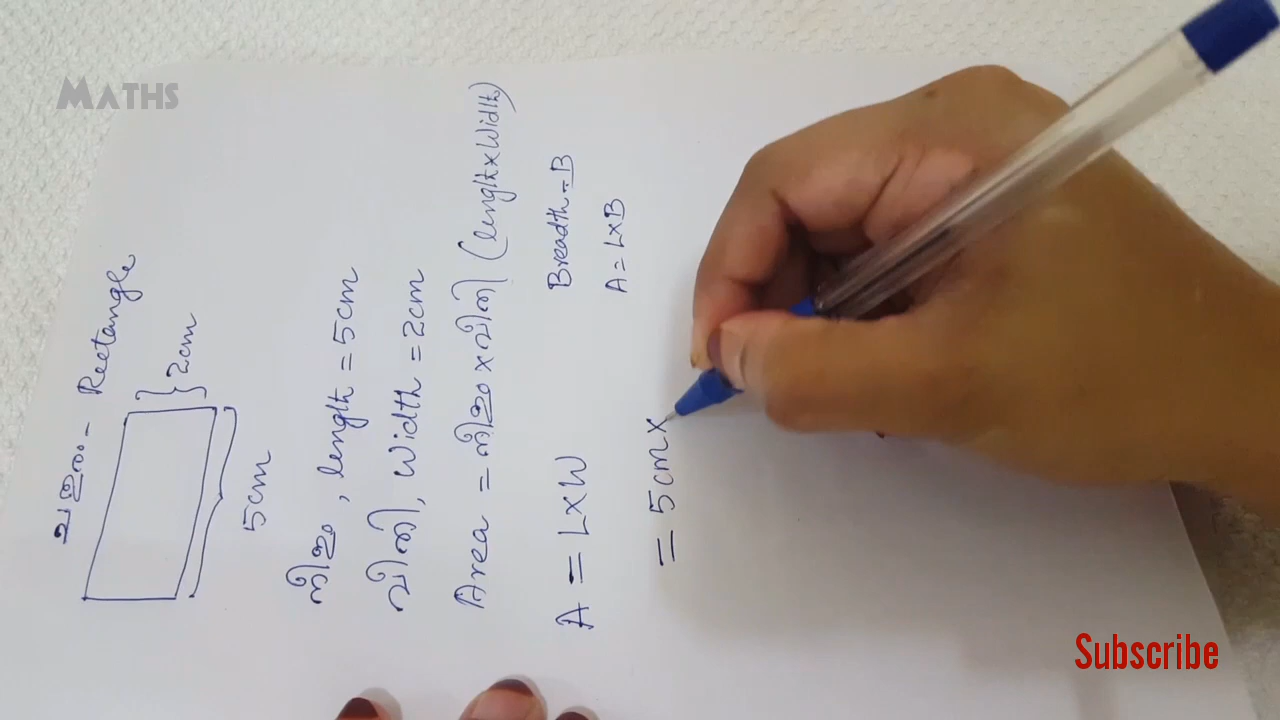 MATHS
ചതുരം - Rectangle
2cm
5cm
നീളം, length = 5cm
വീതി, Width = 2cm
Area = നീളം x വീതി (length x Width)
A = L x W
Breadth - B
A = L x B
= 5cm x
Subscribe